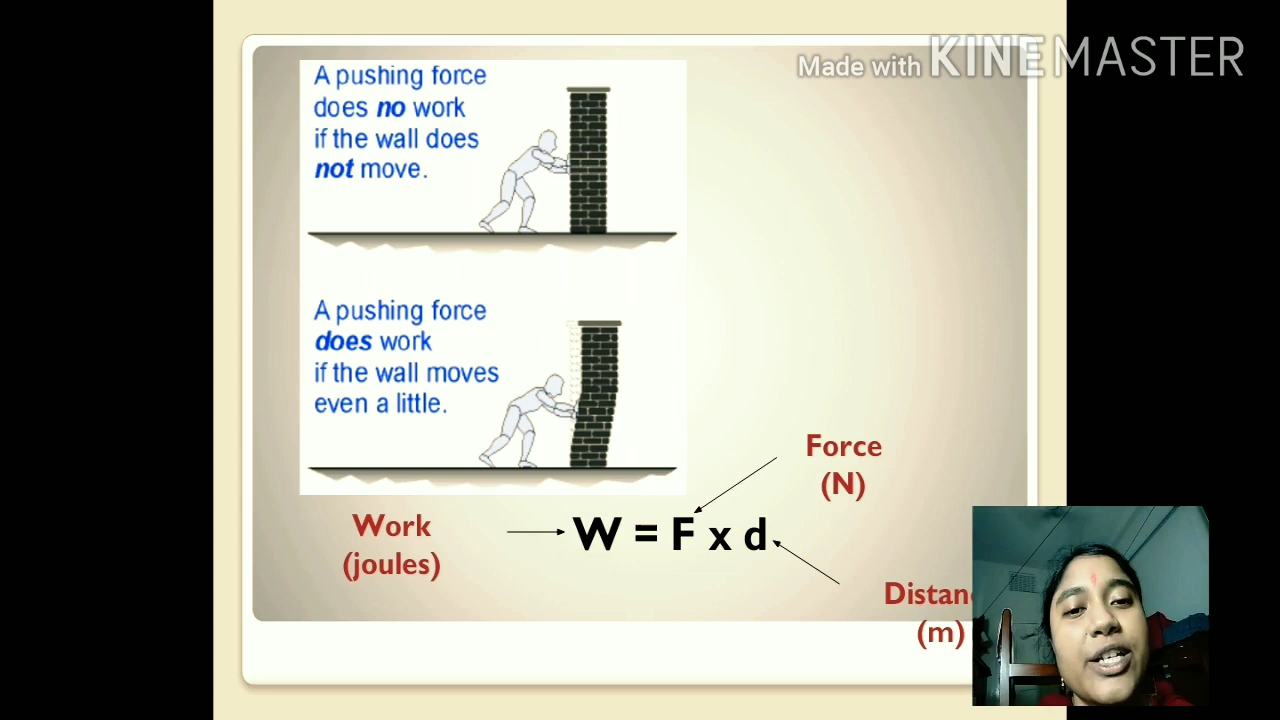 Made with KINEMASTER
A pushing force
does no work
if the wall does
not move.
A pushing force
does work
if the wall moves
even a little.
Force
(N)
Work
(joules)
W = F x d
(m)